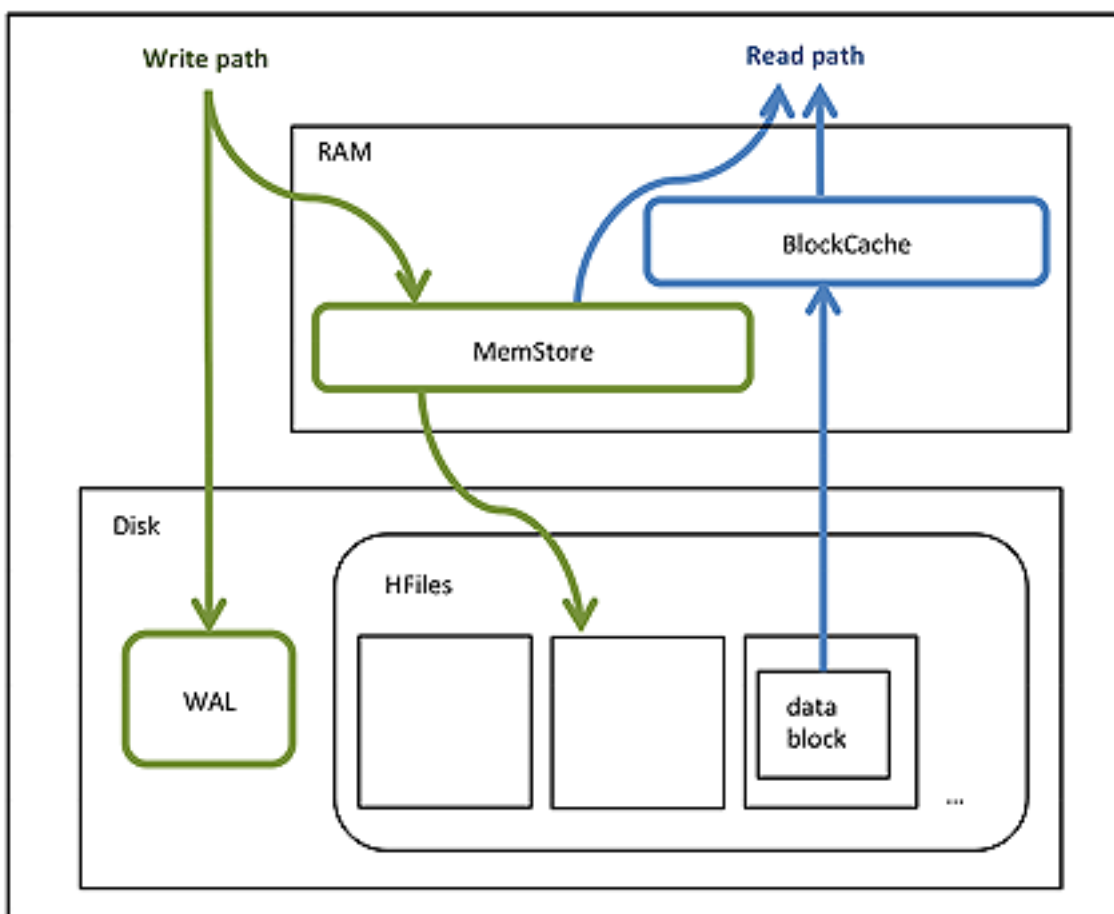 Write path
Read path
RAM
BlockCache
MemStore
Disk
HFiles
WAL
data
block
...